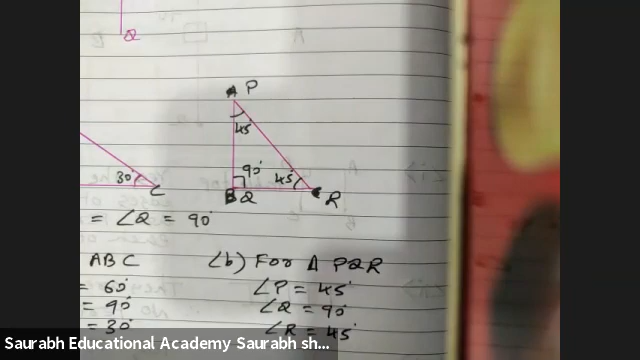 Q
P
45°
30°
C
90°
45°
Q
R
= ∠Q = 90°
ABC
(b) For Δ PQR
= 60°
∠P = 45°
= 90°
∠Q = 90°
= 30°
∠R = 45°
Saurabh Educational Academy Saurabh sh...